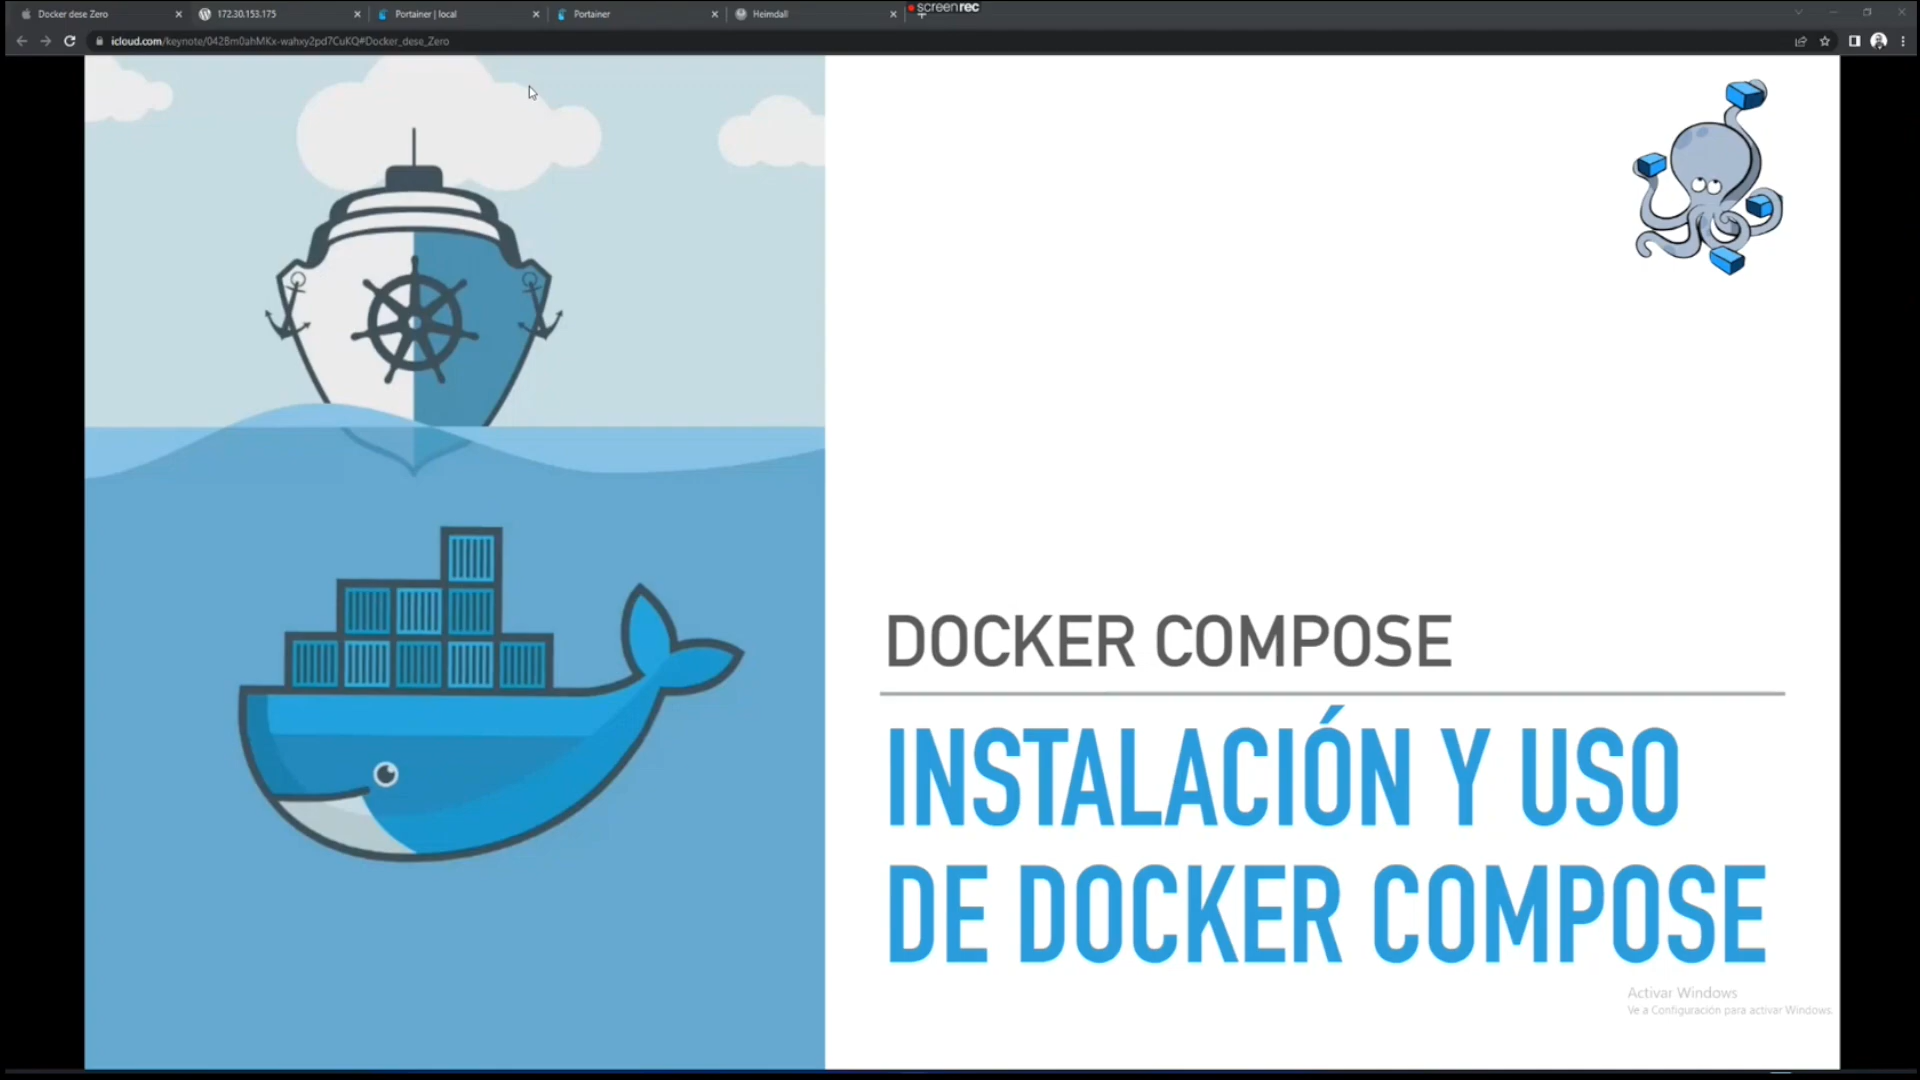 Docker dese Zero
172.30.153.175
Portainer | local
Portainer
Heimdall
screenrec
icloud.com/keynote/042Bm0ahMKx-wahxy2pd7CuKQ#Docker_dese_Zero
DOCKER COMPOSE
INSTALACIÓN Y USO
DE DOCKER COMPOSE
Activar Windows
Ve a Configuración para activar Windows.